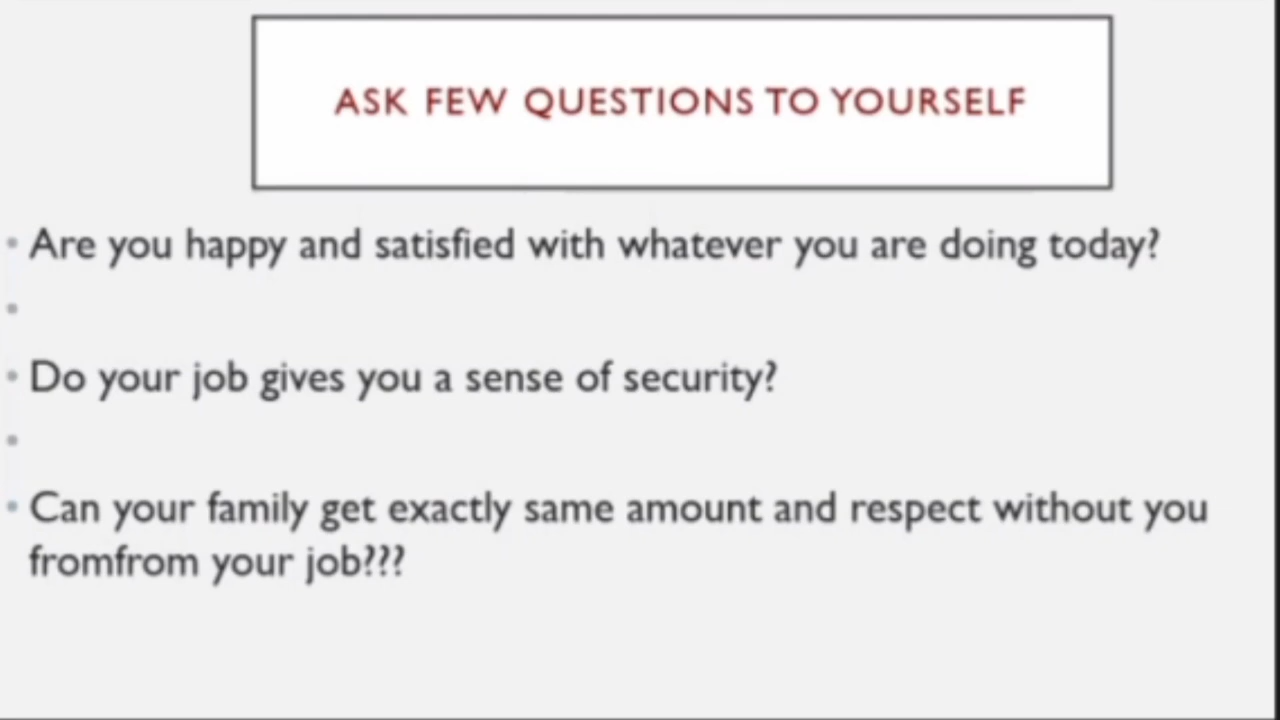 ASK FEW QUESTIONS TO YOURSELF
• Are you happy and satisfied with whatever you are doing today?
•
• Do your job gives you a sense of security?
•
• Can your family get exactly same amount and respect without you
fromfrom your job???